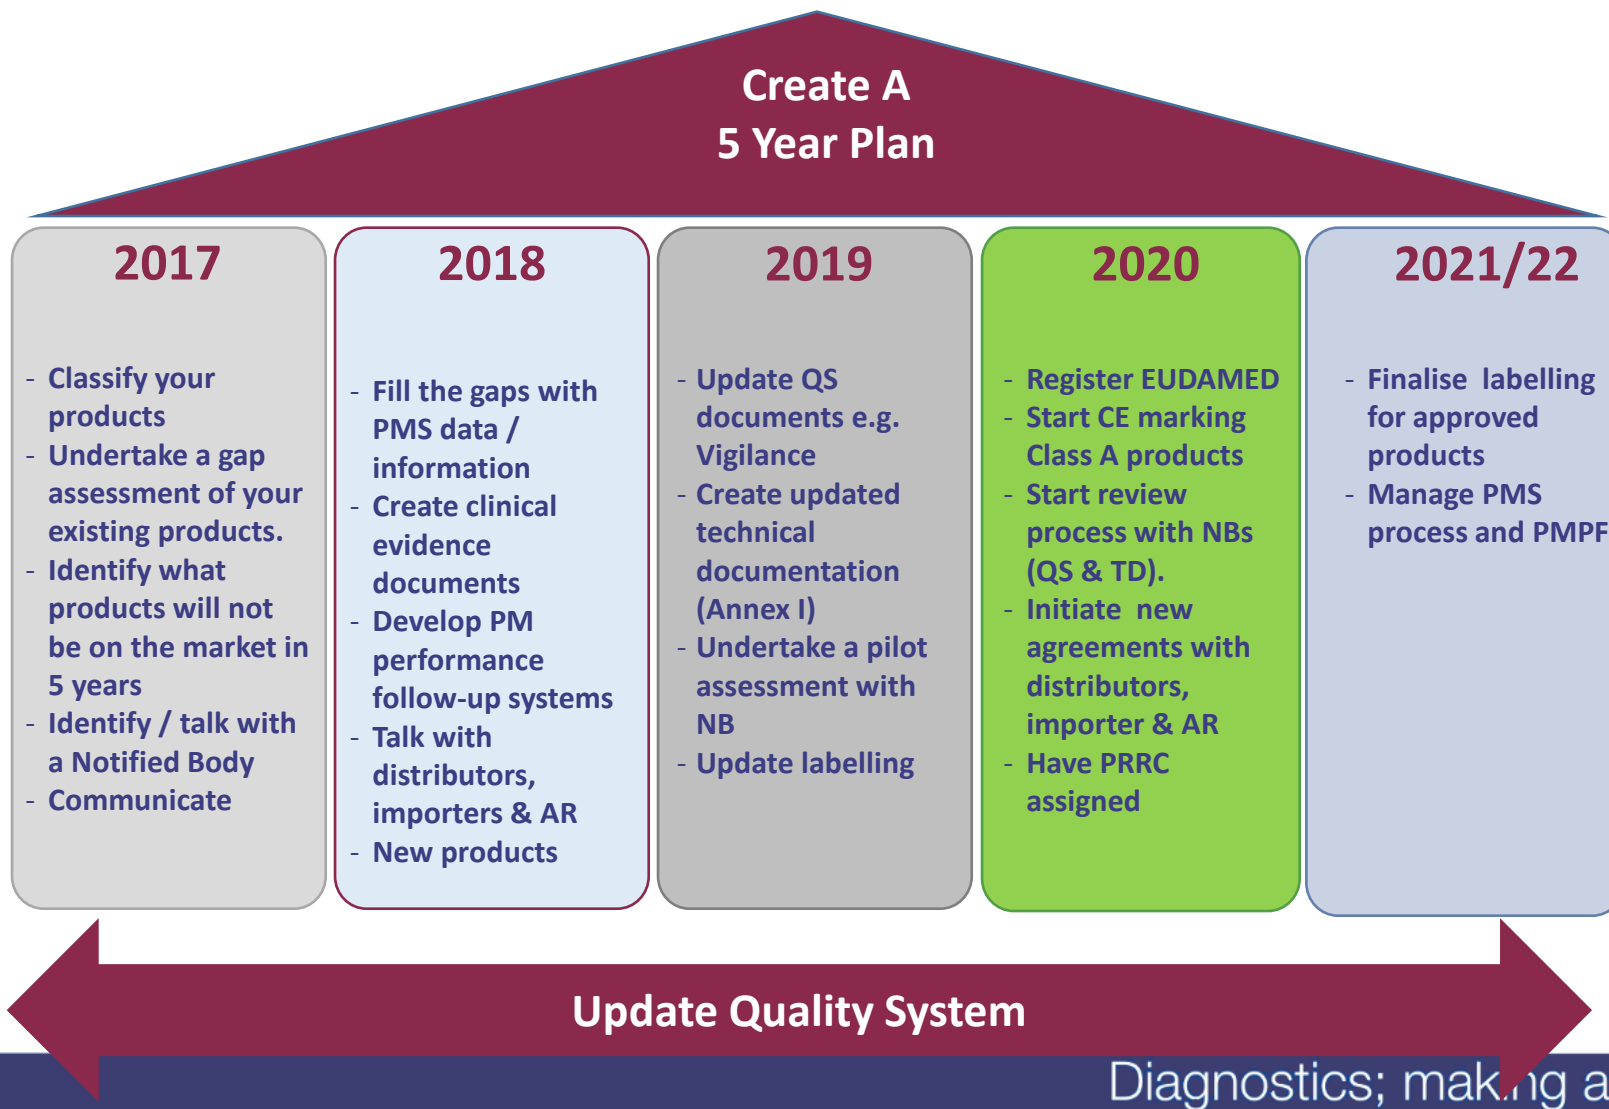 Create A
5 Year Plan
2017
- Classify your
products
- Undertake a gap
assessment of your
existing products.
- Identify what
products will not
be on the market in
5 years
- Identify / talk with
a Notified Body
- Communicate
2018
- Fill the gaps with
PMS data /
information
- Create clinical
evidence
documents
- Develop PM
performance
follow-up systems
- Talk with
distributors,
importers & AR
- New products
2019
- Update QS
documents e.g.
Vigilance
- Create updated
technical
documentation
(Annex I)
- Undertake a pilot
assessment with
NB
- Update labelling
2020
- Register EUDAMED
- Start CE marking
Class A products
- Start review
process with NBs
(QS & TD).
- Initiate new
agreements with
distributors,
importer & AR
- Have PRRC
assigned
2021/22
- Finalise labelling
for approved
products
- Manage PMS
process and PMPF
Update Quality System
Diagnostics; making a